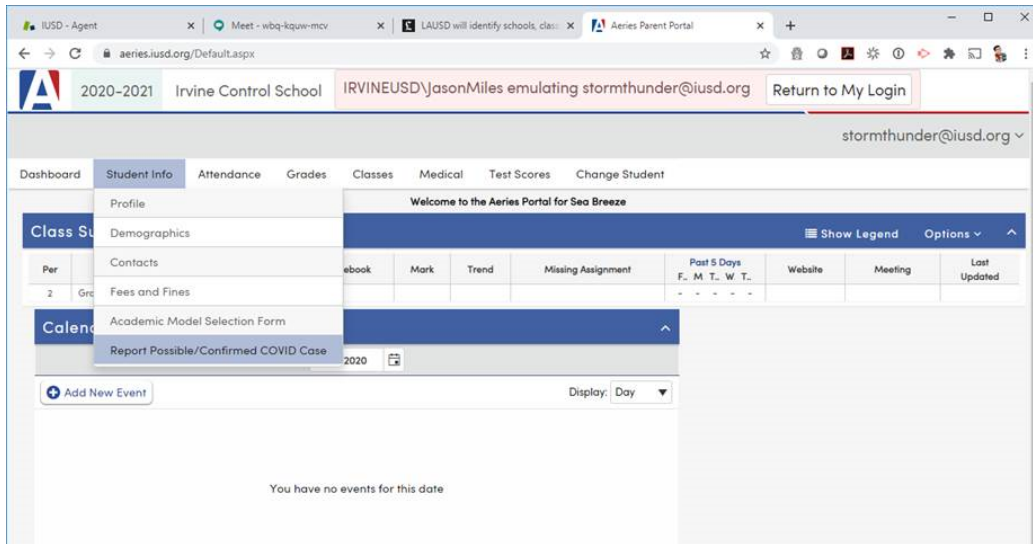 IUSD - Agent
Meet - wbq-kquw-mcv
LAUSD will identify schools, clas
Aeries Parent Portal
aeries.iusd.org/Default.aspx
2020-2021 Irvine Control School IRVINEUSD\JasonMiles emulating stormthunder@iusd.org Return to My Login
stormthunder@iusd.org
Dashboard Student Info Attendance Grades Classes Medical Test Scores Change Student
Profile
Demographics
Contacts
Fees and Fines
Academic Model Selection Form
Report Possible/Confirmed COVID Case
Welcome to the Aeries Portal for Sea Breeze
Class Su Show Legend Options
Per ebook Mark Trend Missing Assignment Past 5 Days Website Meeting Last Updated
F.. M T.. W T..
2 Gra - - - - -
Calend
2020
Add New Event Display: Day
You have no events for this date